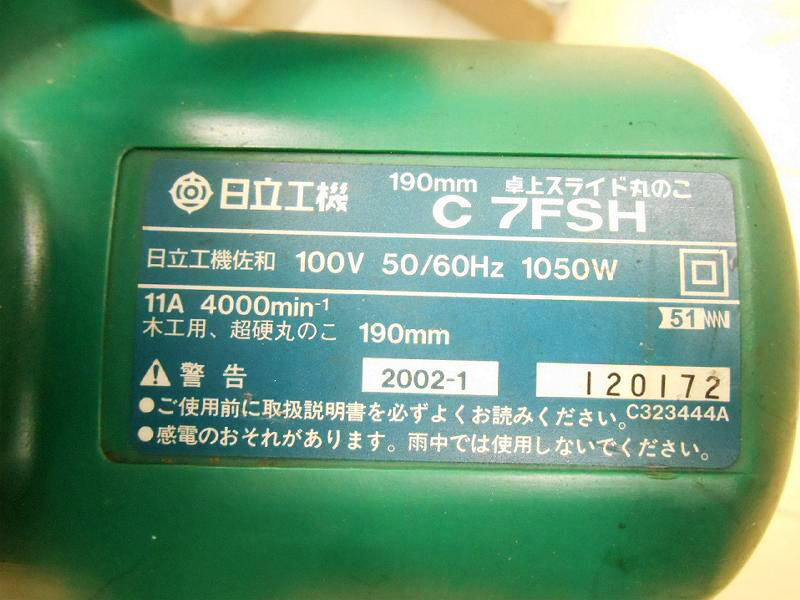 日立工機 190mm 卓上スライド丸のこ
C 7FSH
日立工機佐和 100V 50/60Hz 1050W
11A 4000min⁻¹
51
木工用、超硬丸のこ 190mm
警告 2002-1 120172
●ご使用前に取扱説明書を必ずよくお読みください。C323444A
●感電のおそれがあります。雨中では使用しないでください。